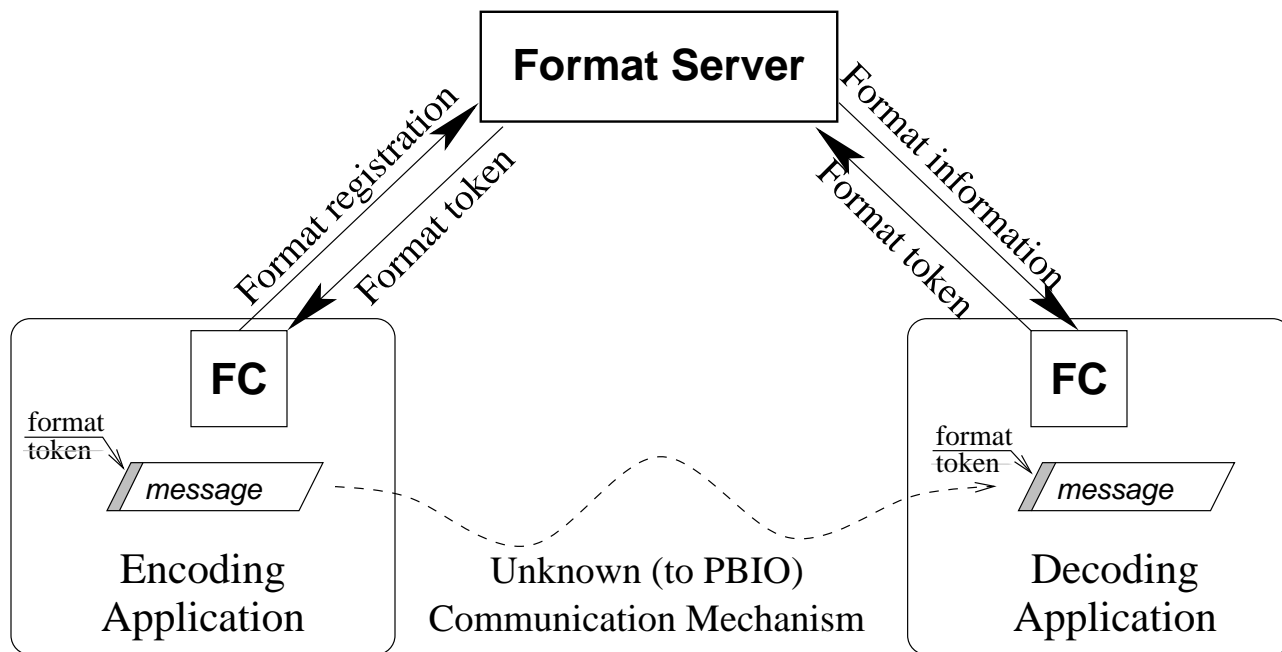 Format Server
Format registration
Format token
Format information
Format token
FC
FC
format
token
message
format
token
message
Encoding
Application
Unknown (to PBIO)
Communication Mechanism
Decoding
Application